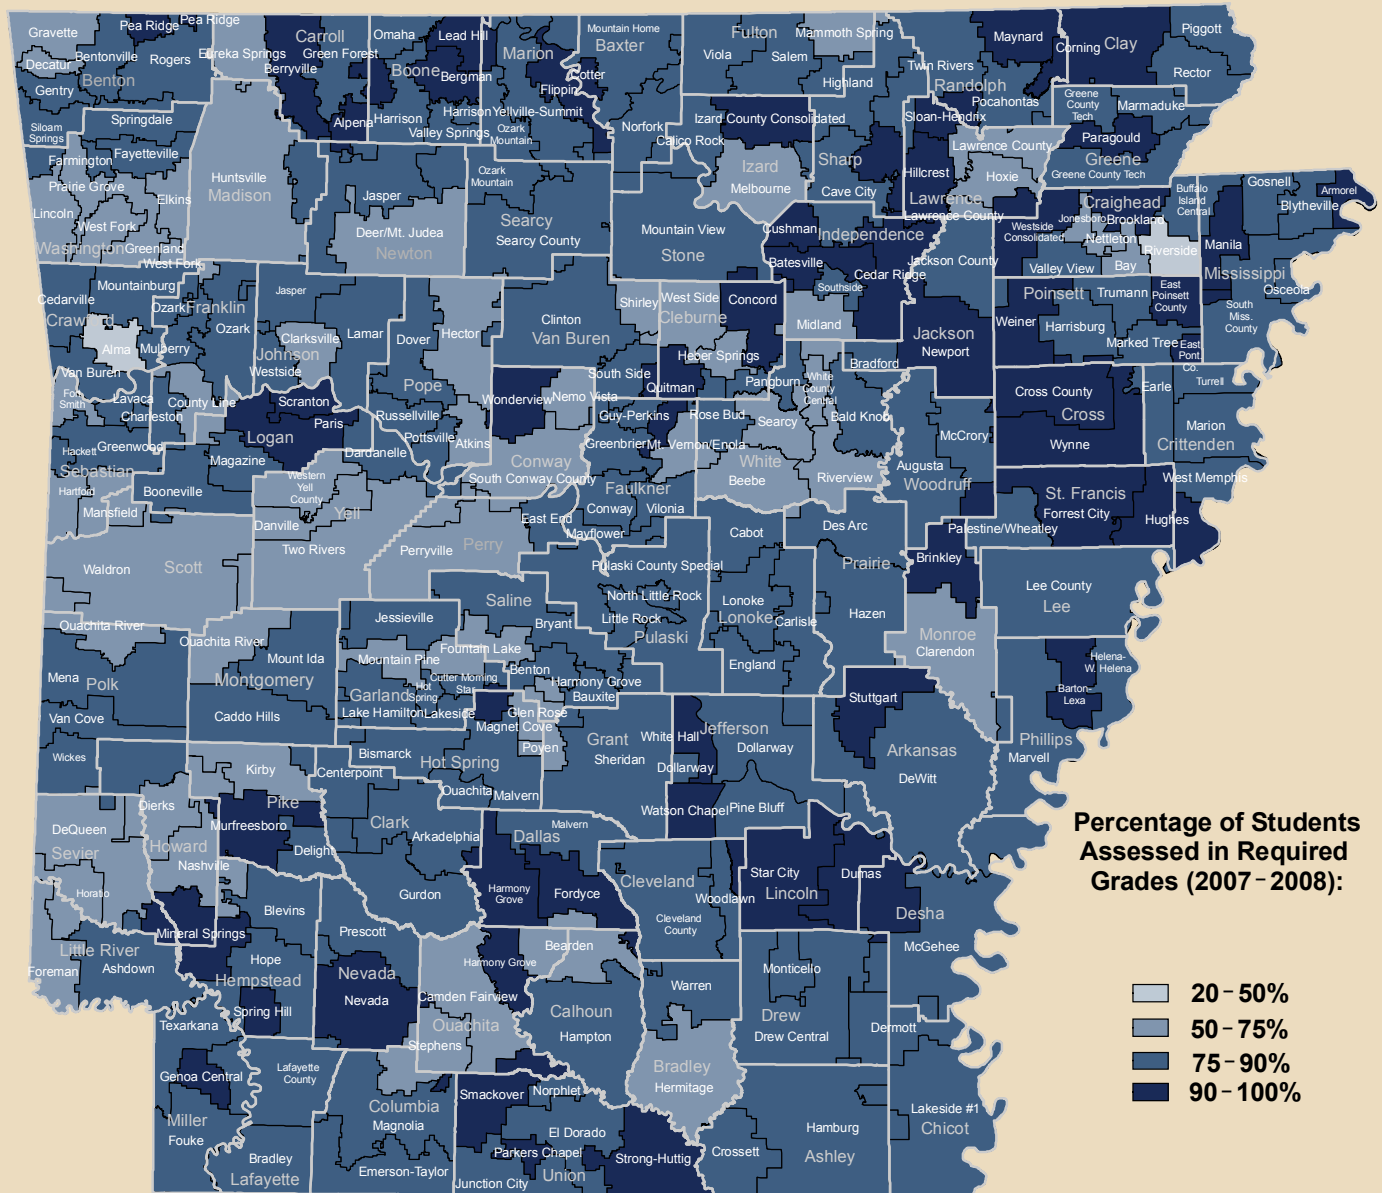 Gravette
Pea Ridge
Pea Ridge
Decatur
Bentonville
Rogers
Benton
Gentry
Eureka Springs
Carroll
Green Forest
Berryville
Omaha
Lead Hill
Boone
Bergman
Alpena
Harrison
Harrison
Valley Springs
Marion
Cotter
Flippin
Yellville-Summit
Ozark
Mountain
Mountain Home
Baxter
Norfork
Fulton
Mammoth Spring
Viola
Salem
Highland
Calico Rock
Izard County Consolidated
Izard
Melbourne
Sharp
Cave City
Twin Rivers
Randolph
Pocahontas
Maynard
Corning
Clay
Piggott
Rector
Sloan-Hendrix
Greene
County
Tech
Marmaduke
Paragould
Greene
Greene County Tech
Lawrence County
Hoxie
Hillcrest
Lawrence
Lawrence County
Siloam
Springs
Springdale
Farmington
Fayetteville
Prairie Grove
Lincoln
West Fork
Elkins
Washington
Greenland
West Fork
Huntsville
Madison
Jasper
Deer/Mt. Judea
Newton
Ozark
Mountain
Searcy
Searcy County
Mountain View
Stone
Cushman
Independence
Batesville
Cedar Ridge
Southside
Jackson County
Craighead
Jonesboro
Brookland
Westside
Consolidated
Nettleton
Riverside
Valley View
Bay
Buffalo
Island
Central
Gosnell
Armorel
Blytheville
Manila
Mississippi
Osceola
South
Miss.
County
Cedarville
Mountainburg
Crawford
Alma
Mulberry
Van Buren
Ozark
Franklin
Ozark
Jasper
Clarksville
Johnson
Westside
Lamar
Dover
Hector
Pope
Russellville
Pottsville
Atkins
Clinton
Van Buren
Shirley
West Side
Cleburne
Concord
Heber Springs
South Side
Quitman
Wonderview
Nemo Vista
Midland
Pangburn
White
County
Central
Bradford
Jackson
Newport
Poinsett
Weiner
Harrisburg
Trumann
East
Poinsett
County
Marked Tree
East
Pont.
Co.
Fort
Smith
Lavaca
County Line
Charleston
Scranton
Paris
Logan
Magazine
Dardanelle
Hackett
Greenwood
Sebastian
Hartford
Mansfield
Booneville
Western
Yell
County
Yell
Danville
Two Rivers
Guy-Perkins
Greenbrier
Mt. Vernon/Enola
Rose Bud
Searcy
Bald Knob
White
Beebe
Riverview
Conway
South Conway County
Faulkner
Conway
Vilonia
East End
Mayflower
McCrory
Augusta
Woodruff
Cross County
Cross
Wynne
Earle
Turrell
Marion
Crittenden
West Memphis
St. Francis
Forrest City
Hughes
Palestine/Wheatley
Waldron
Scott
Perryville
Perry
Pulaski County Special
North Little Rock
Little Rock
Pulaski
Cabot
Lonoke
Lonoke
Carlisle
England
Des Arc
Prairie
Hazen
Brinkley
Monroe
Clarendon
Lee County
Lee
Ouachita River
Ouachita River
Mena
Polk
Van Cove
Wickes
Mount Ida
Montgomery
Caddo Hills
Jessieville
Saline
Bryant
Fountain Lake
Mountain Pine
Garland
Hot
Spring
Cutter Morning
Star
Lake Hamilton
Lakeside
Benton
Harmony Grove
Bauxite
Glen Rose
Magnet Cove
Poyen
Grant
Sheridan
White Hall
Jefferson
Dollarway
Dollarway
Watson Chapel
Pine Bluff
Stuttgart
Arkansas
DeWitt
Helena-
W. Helena
Barton-
Lexa
Phillips
Marvell
Bismarck
Hot Spring
Centerpoint
Ouachita
Malvern
Kirby
Pike
Murfreesboro
Delight
Dierks
DeQueen
Sevier
Howard
Nashville
Horatio
Clark
Arkadelphia
Gurdon
Malvern
Dallas
Harmony
Grove
Fordyce
Cleveland
Woodlawn
Cleveland
County
Star City
Lincoln
Dumas
Desha
McGehee
Mineral Springs
Little River
Foreman
Ashdown
Blevins
Hope
Hempstead
Spring Hill
Prescott
Nevada
Nevada
Harmony Grove
Bearden
Camden Fairview
Ouachita
Stephens
Calhoun
Hampton
Warren
Bradley
Hermitage
Monticello
Drew
Drew Central
Dermott
Texarkana
Genoa Central
Miller
Fouke
Lafayette
County
Bradley
Lafayette
Columbia
Magnolia
Emerson-Taylor
Smackover
Norphlet
El Dorado
Parkers Chapel
Union
Junction City
Strong-Huttig
Crossett
Hamburg
Ashley
Lakeside #1
Chicot
Percentage of Students
Assessed in Required
Grades (2007–2008):
20–50%
50–75%
75–90%
90–100%